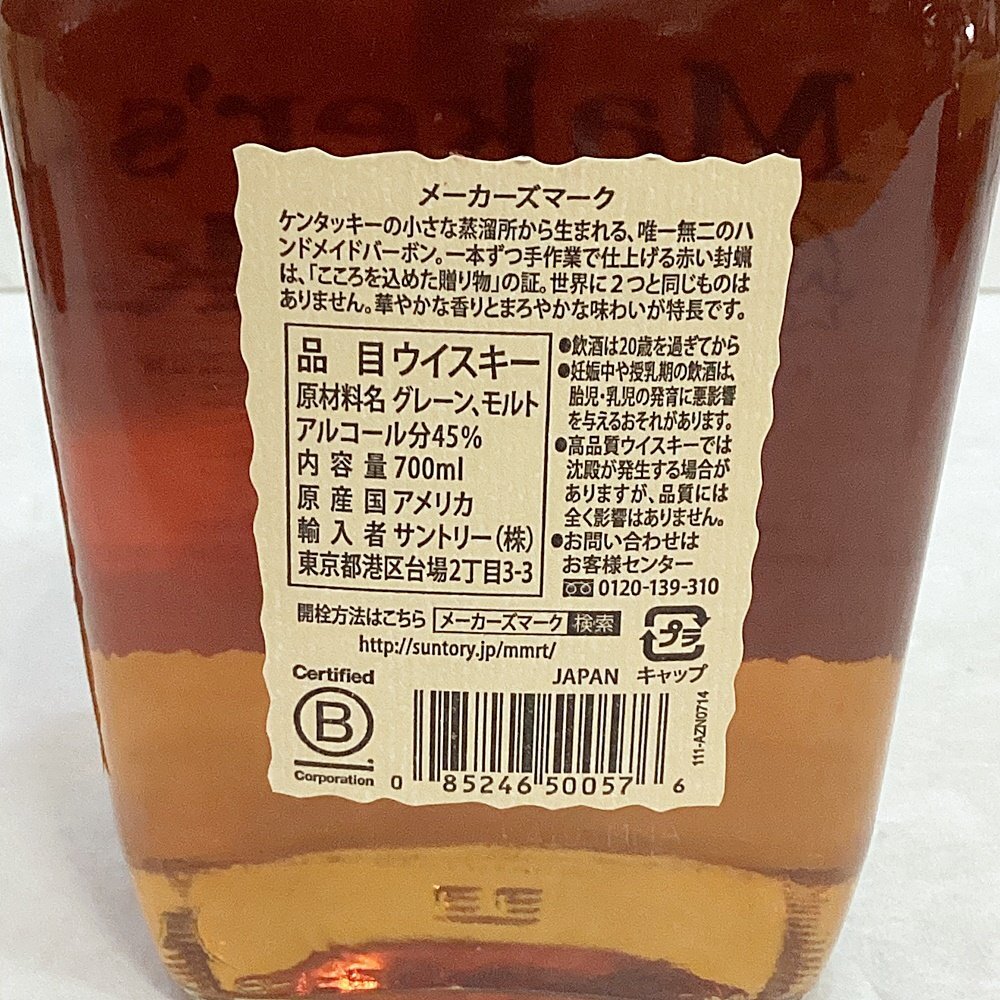 Maker's
メーカーズマーク
ケンタッキーの小さな蒸溜所から生まれる、唯一無二のハ
ンドメイドバーボン。一本ずつ手作業で仕上げる赤い封蝋
は、「こころを込めた贈り物」の証。世界に2つと同じものは
ありません。華やかな香りとまろやかな味わいが特長です。
品目 ウイスキー
原材料名 グレーン、モルト
アルコール分45%
内容量 700ml
原産国 アメリカ
輸入者 サントリー(株)
東京都港区台場2丁目3-3
●飲酒は20歳を過ぎてから
●妊娠中や授乳期の飲酒は、
胎児・乳児の発育に悪影響
を与えるおそれがあります。
●高品質ウイスキーでは
沈殿が発生する場合が
ありますが、品質には
全く影響はありません。
●お問い合わせは
お客様センター
0120-139-310
開栓方法はこちら メーカーズマーク 検索
http://suntory.jp/mmrt/
プラ
JAPAN キャップ
Certified
B
Corporation
0 85246 50057 6
111-AZN0714